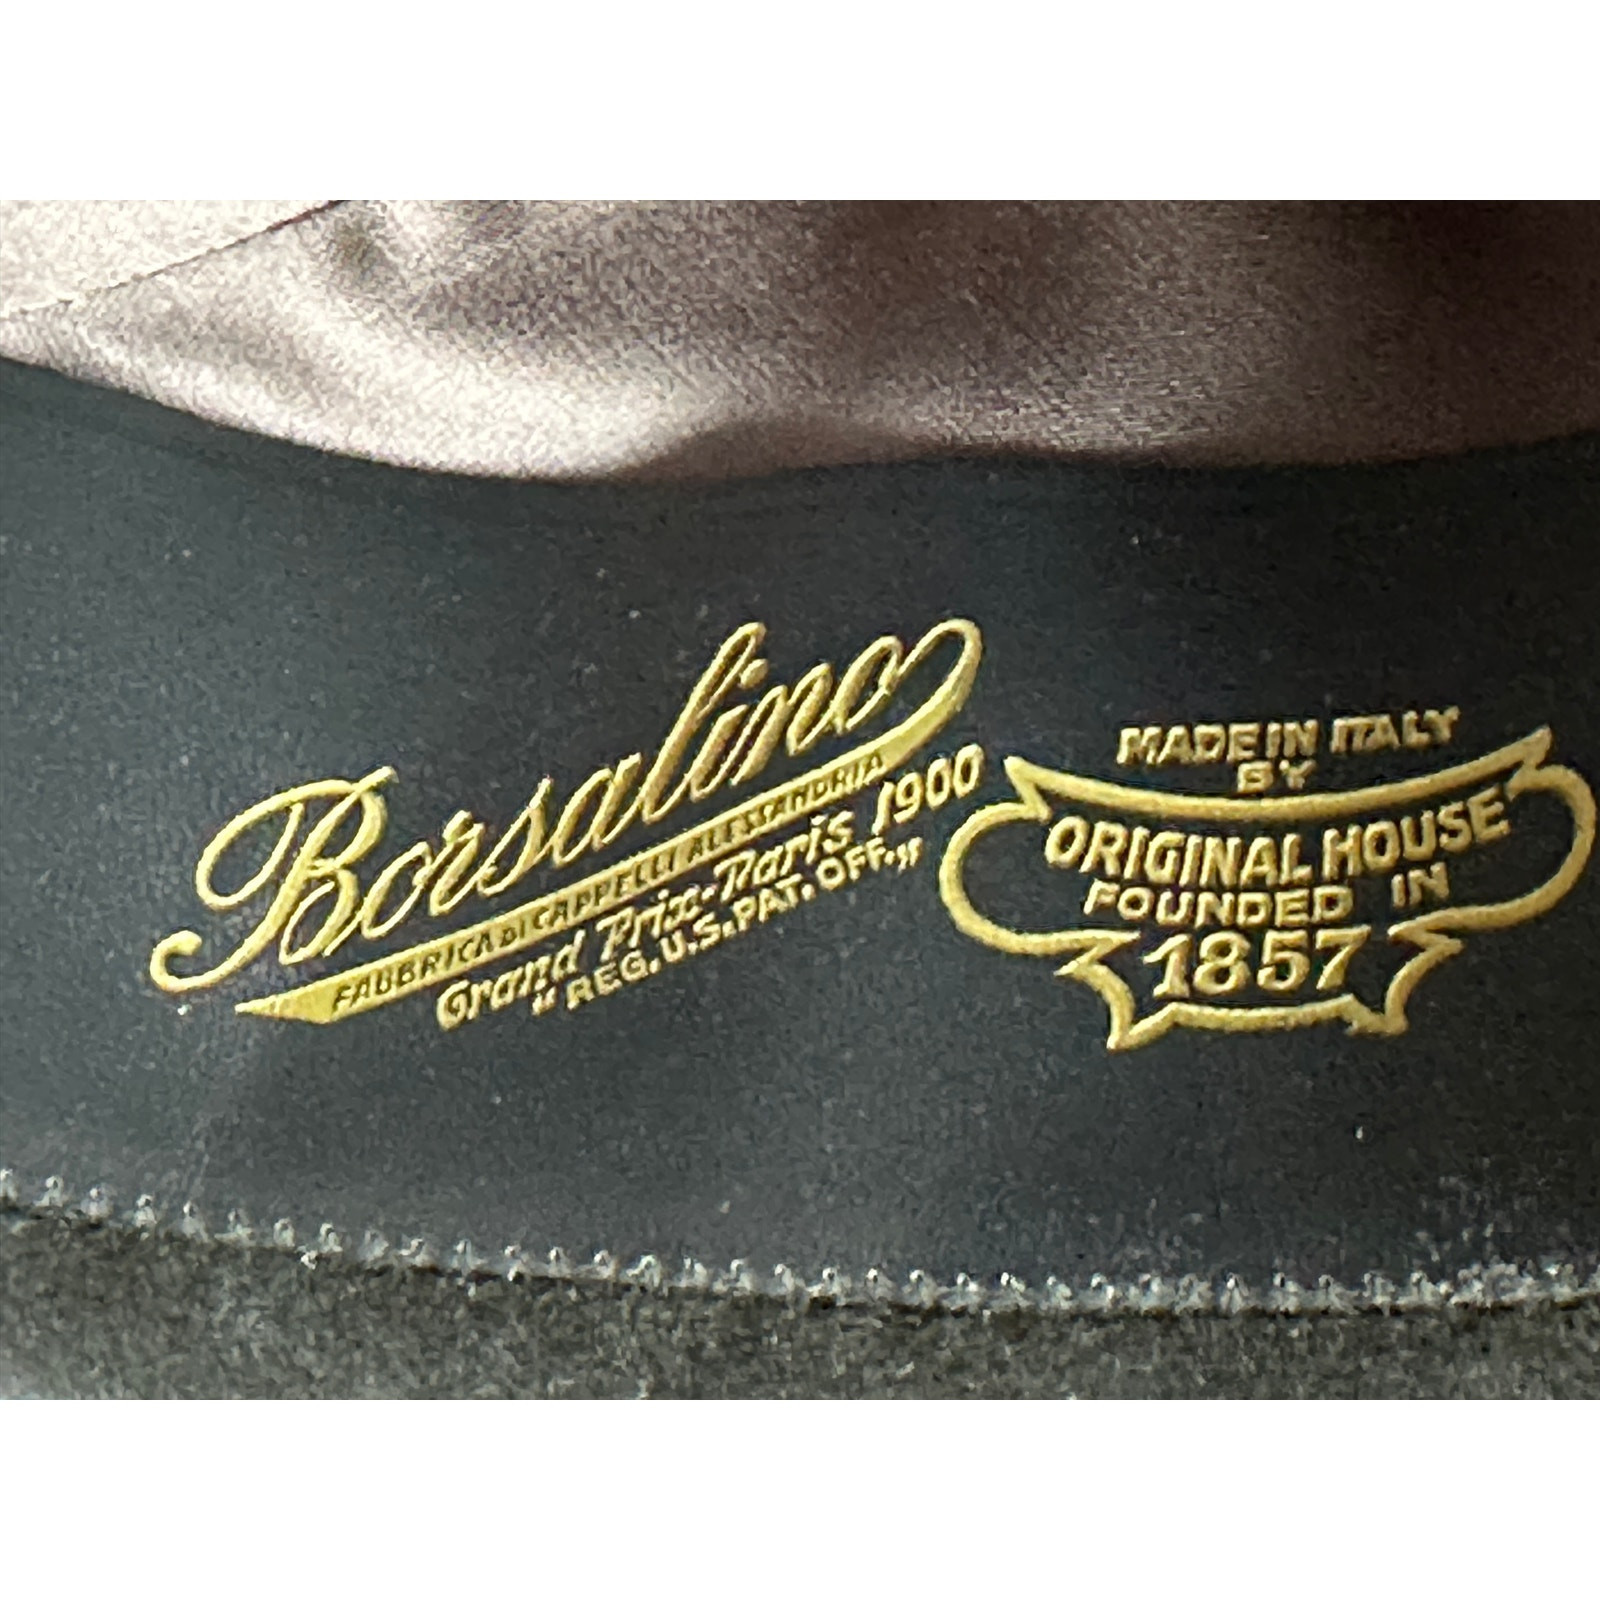 Borsalino
FABBRICA DI CAPPELLI ALESSANDRIA
Grand Prix-Paris 1900
"REG. U.S. PAT. OFF."
MADE IN ITALY
BY
ORIGINAL HOUSE
FOUNDED IN
1857